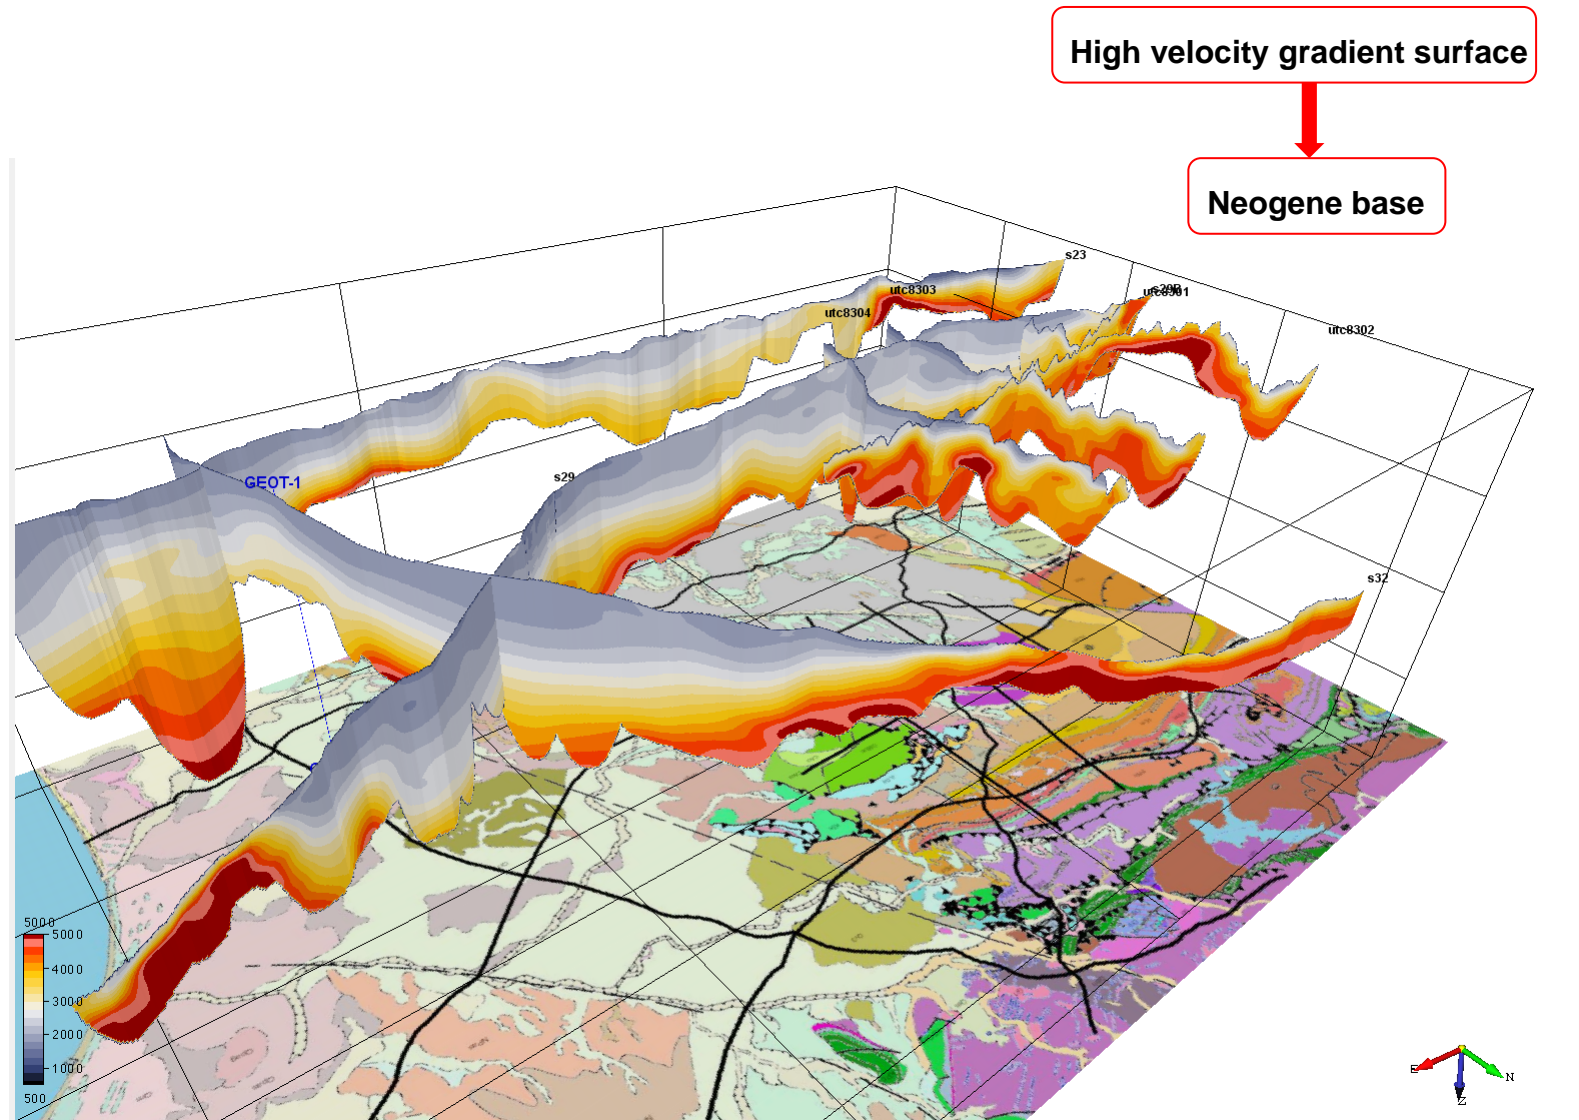 High velocity gradient surface
Neogene base
s23
utc8303
utc8304
utc8302
GEOT-1
s29
s32
5000
5000
4000
3000
2000
1000
500
E
N
Z